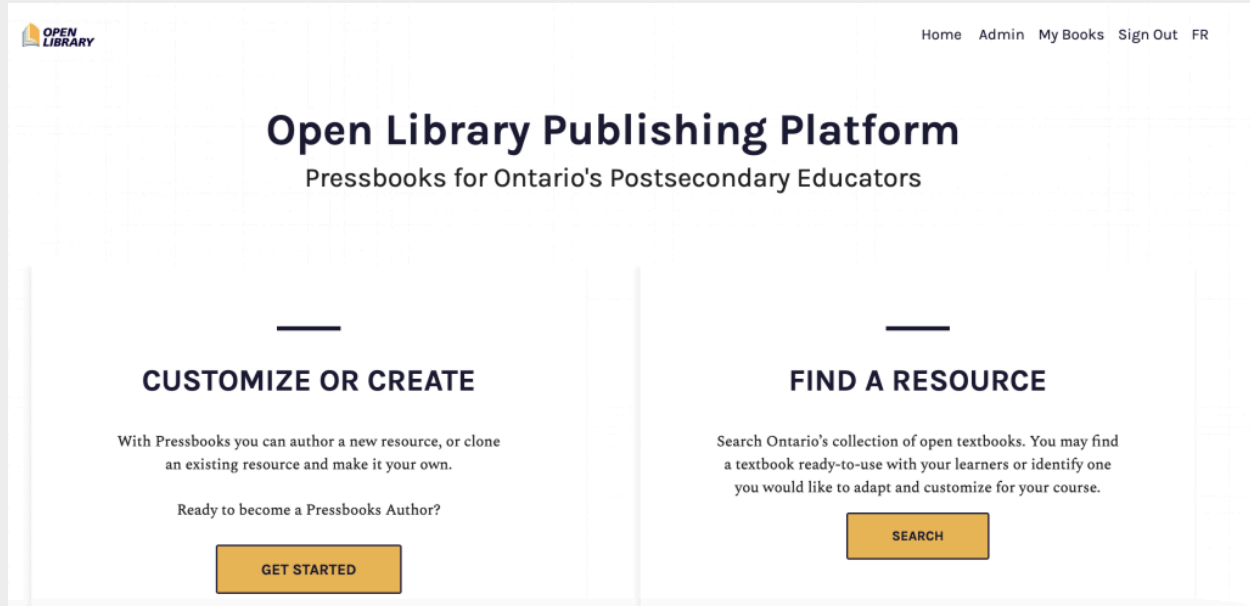 OPEN
LIBRARY
Home Admin My Books Sign Out FR
Open Library Publishing Platform
Pressbooks for Ontario's Postsecondary Educators
CUSTOMIZE OR CREATE
With Pressbooks you can author a new resource, or clone
an existing resource and make it your own.
Ready to become a Pressbooks Author?
GET STARTED
FIND A RESOURCE
Search Ontario’s collection of open textbooks. You may find
a textbook ready-to-use with your learners or identify one
you would like to adapt and customize for your course.
SEARCH